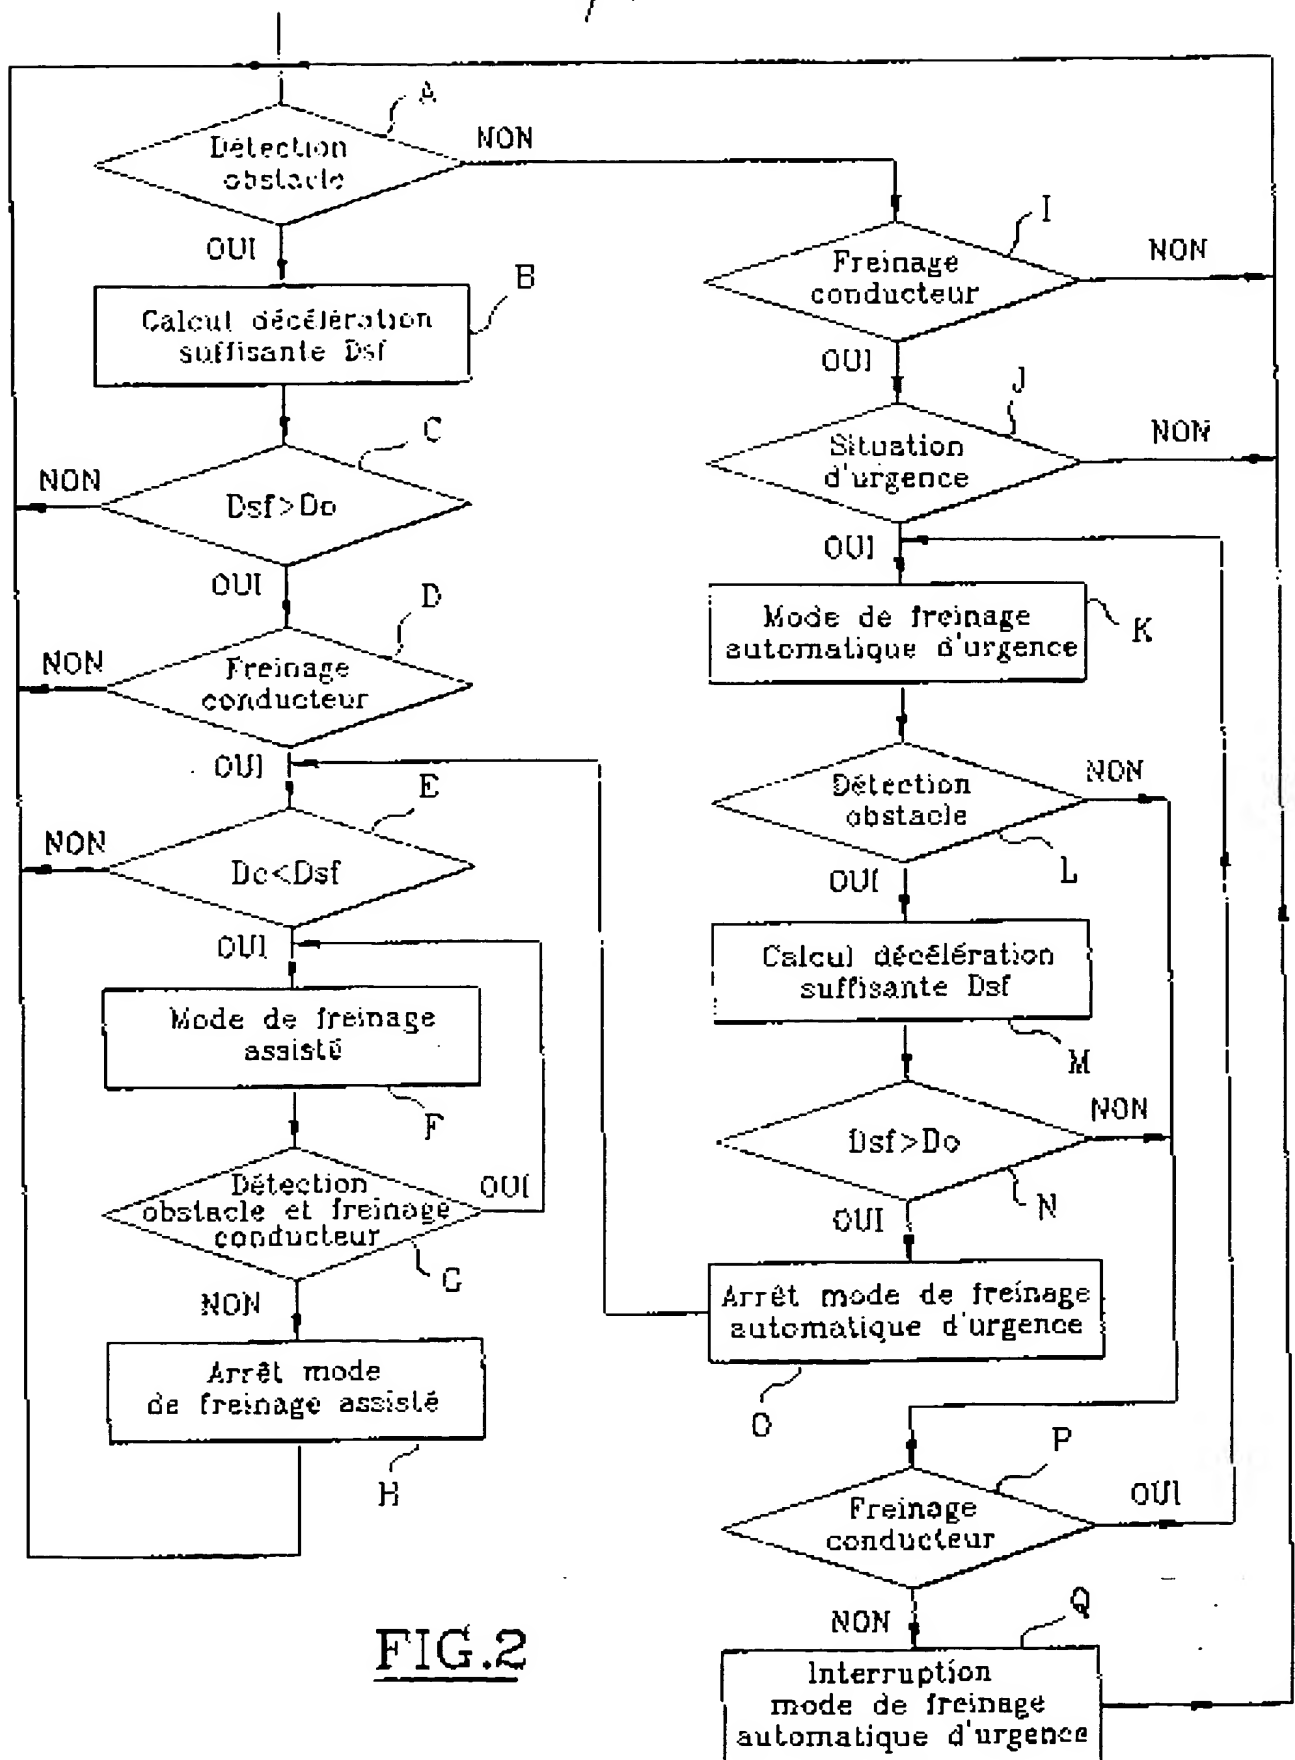 A
Détection
obstacle
NON
OUI
B
Calcul décélération
suffisante Dsf
C
NON
Dsf>Do
OUI
D
NON
Freinage
conducteur
OUI
E
NON
Dc<Dsf
OUI
Mode de freinage
assisté
F
Détection
obstacle et freinage
conducteur
OUI
G
NON
Arrêt mode
de freinage assisté
H
I
Freinage
conducteur
NON
OUI
J
Situation
d'urgence
NON
OUI
Mode de freinage
automatique d'urgence
K
Détection
obstacle
NON
L
OUI
Calcul décélération
suffisante Dsf
M
Dsf>Do
NON
N
OUI
Arrêt mode de freinage
automatique d'urgence
O
P
Freinage
conducteur
OUI
NON
Q
Interruption
mode de freinage
automatique d'urgence
FIG.2